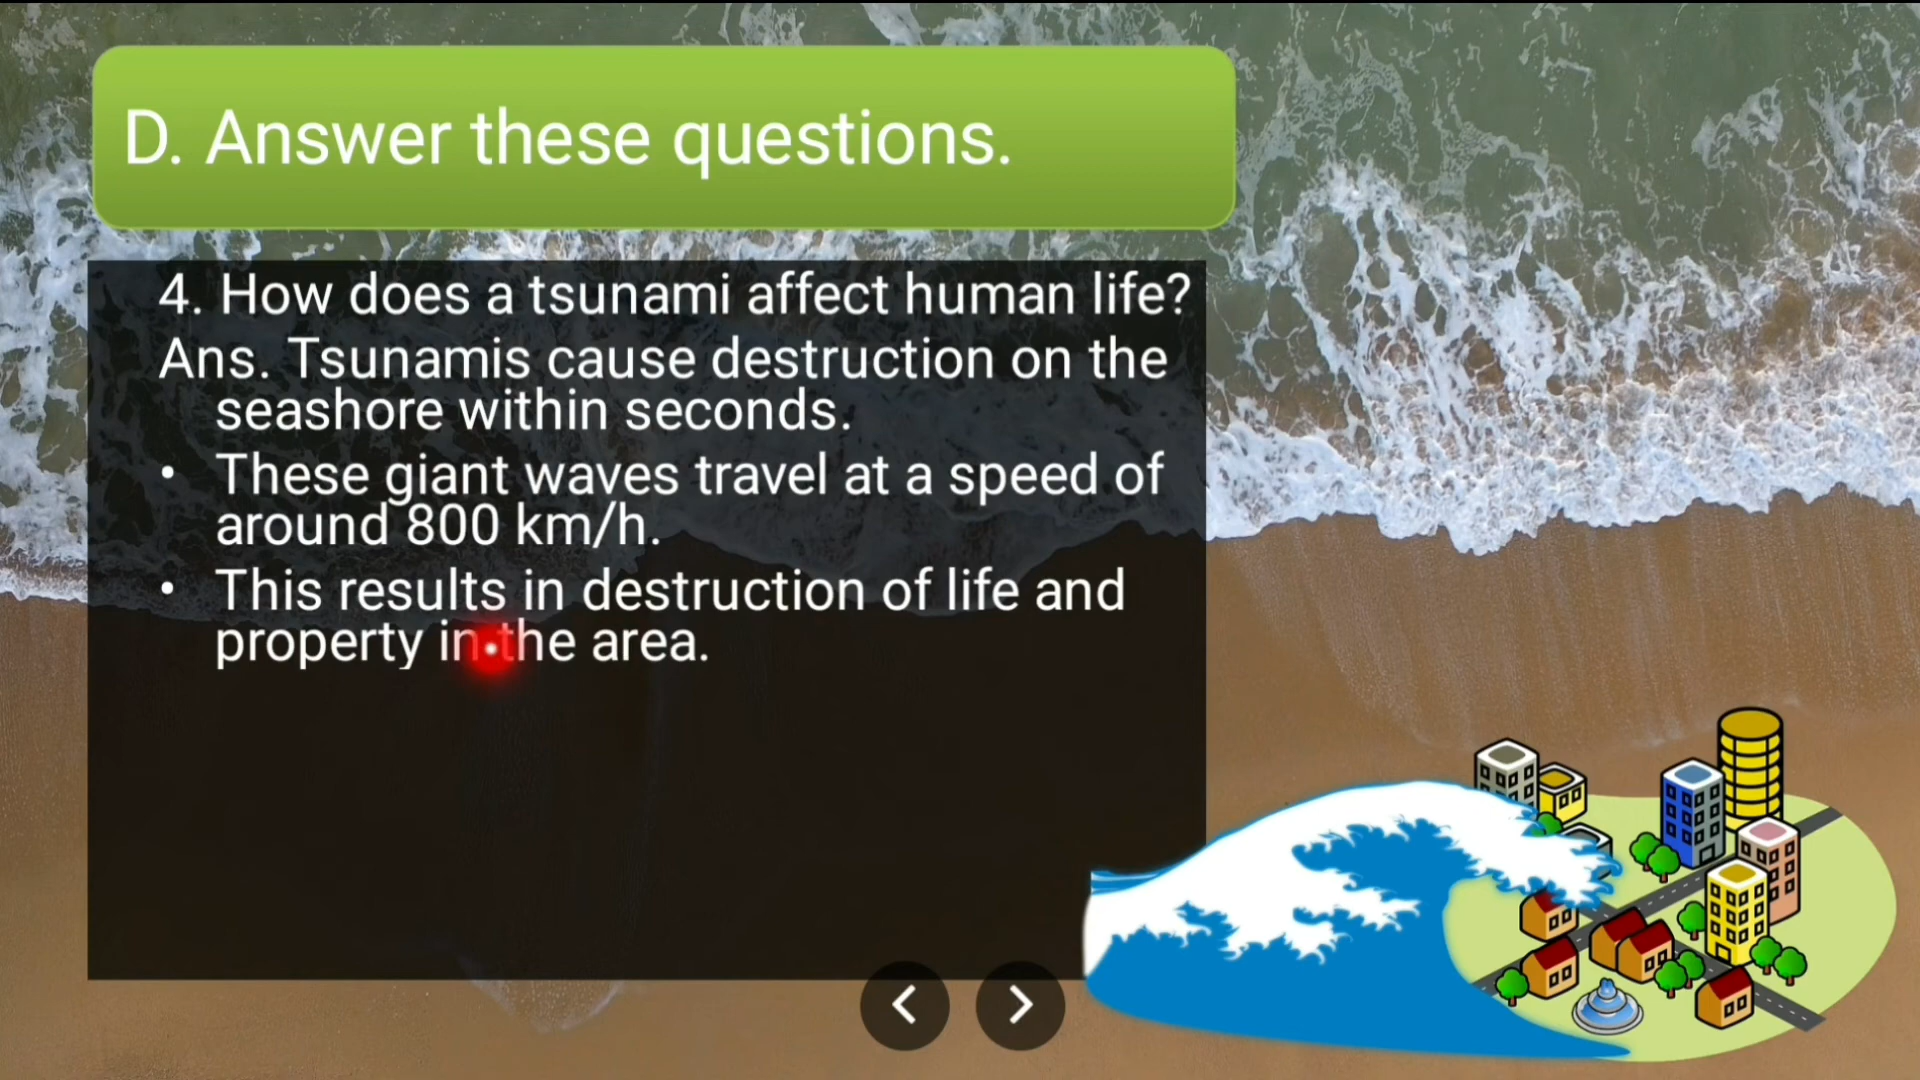 D. Answer these questions.
4. How does a tsunami affect human life?
Ans. Tsunamis cause destruction on the
seashore within seconds.
• These giant waves travel at a speed of
around 800 km/h.
• This results in destruction of life and
property in the area.